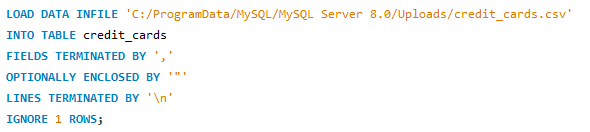 LOAD DATA INFILE 'C:/ProgramData/MySQL/MySQL Server 8.0/Uploads/credit_cards.csv'
INTO TABLE credit_cards
FIELDS TERMINATED BY ','
OPTIONALLY ENCLOSED BY '"'
LINES TERMINATED BY '\n'
IGNORE 1 ROWS;